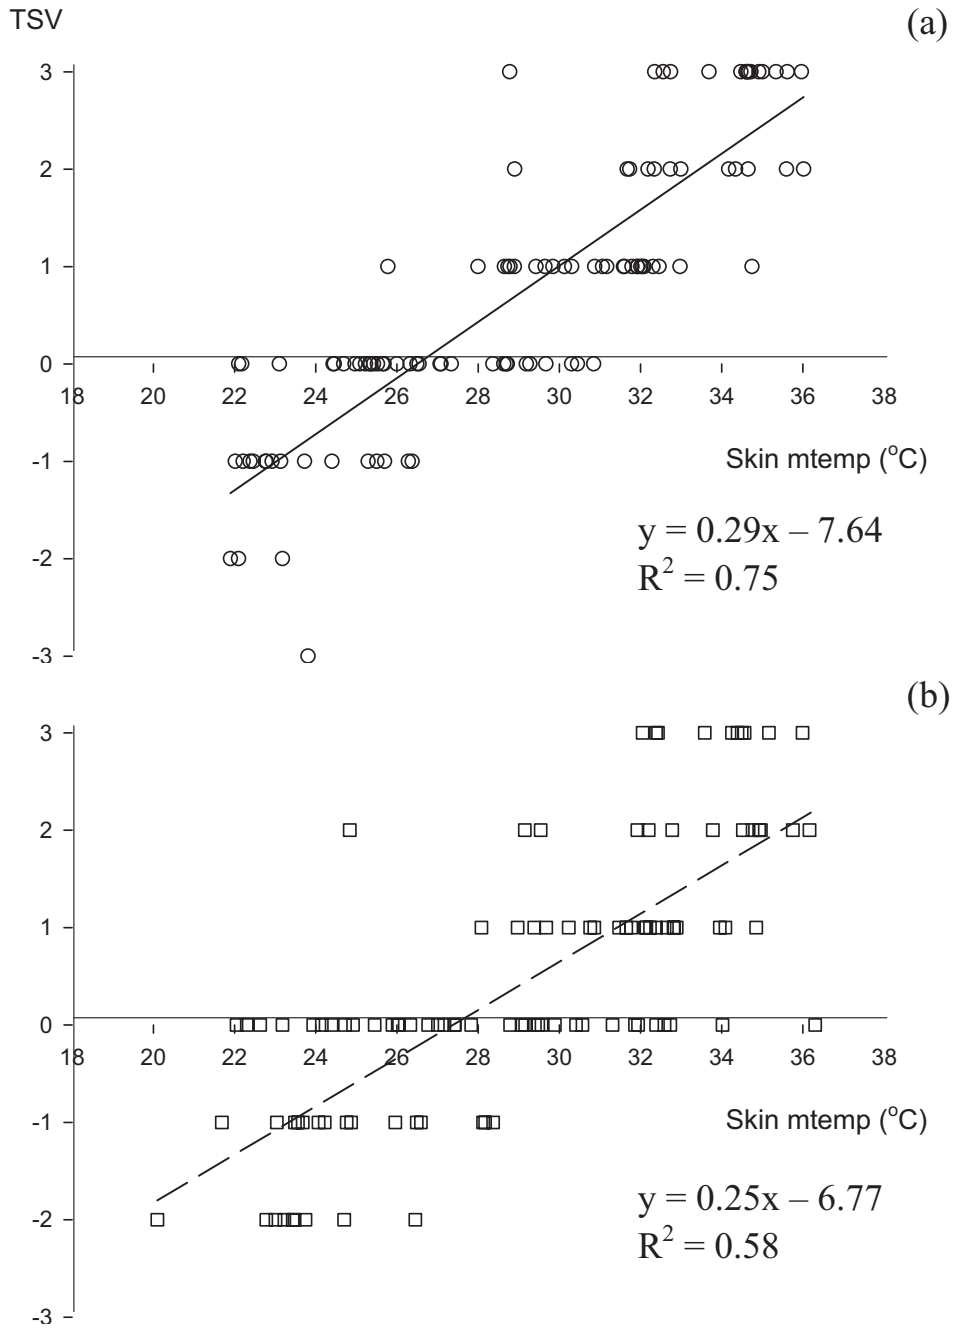 TSV
(a)
3
2
1
0
18 20 22 24 26 28 30 32 34 36 38
-1
Skin mtemp (°C)
y = 0.29x – 7.64
-2
R² = 0.75
-3
(b)
3
2
1
0
18 20 22 24 26 28 30 32 34 36 38
-1
Skin mtemp (°C)
y = 0.25x – 6.77
-2
R² = 0.58
-3